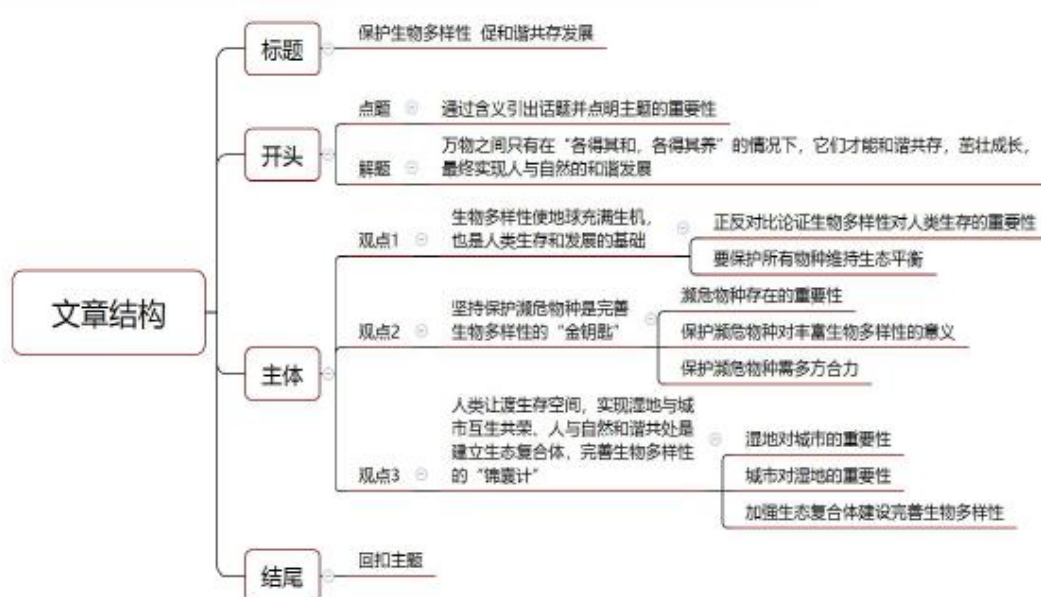 文章结构
标题
保护生物多样性 促和谐共存发展
开头
点题
通过含义引出话题并点明主题的重要性
解题
万物之间只有在“各得其和，各得其养”的情况下，它们才能和谐共存，茁壮成长，
最终实现人与自然的和谐发展
主体
观点1
生物多样性使地球充满生机，
也是人类生存和发展的基础
正反对比论证生物多样性对人类生存的重要性
要保护所有物种维持生态平衡
观点2
坚持保护濒危物种是完善
生物多样性的“金钥匙”
濒危物种存在的重要性
保护濒危物种对丰富生物多样性的意义
保护濒危物种需多方合力
观点3
人类让渡生存空间，实现湿地与城
市互生共荣、人与自然和谐共处是
建立生态复合体，完善生物多样性
的“锦囊计”
湿地对城市的重要性
城市对湿地的重要性
加强生态复合体建设完善生物多样性
结尾
回扣主题